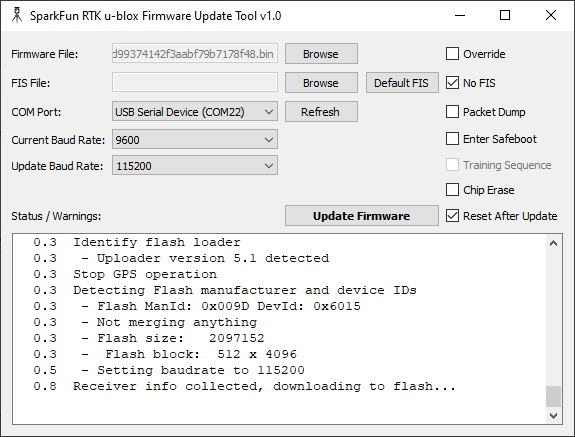 SparkFun RTK u-blox Firmware Update Tool v1.0
Firmware File: d99374142f3aabf79b7178f48.bin Browse Override
FIS File: Browse Default FIS No FIS
COM Port: USB Serial Device (COM22) Refresh Packet Dump
Current Baud Rate: 9600 Enter Safeboot
Update Baud Rate: 115200 Training Sequence
Chip Erase
Status / Warnings: Update Firmware Reset After Update
0.3 Identify flash loader
0.3 - Uploader version 5.1 detected
0.3 Stop GPS operation
0.3 Detecting Flash manufacturer and device IDs
0.3 - Flash ManId: 0x009D DevId: 0x6015
0.3 - Not merging anything
0.3 - Flash size: 2097152
0.3 - Flash block: 512 x 4096
0.5 - Setting baudrate to 115200
0.8 Receiver info collected, downloading to flash...